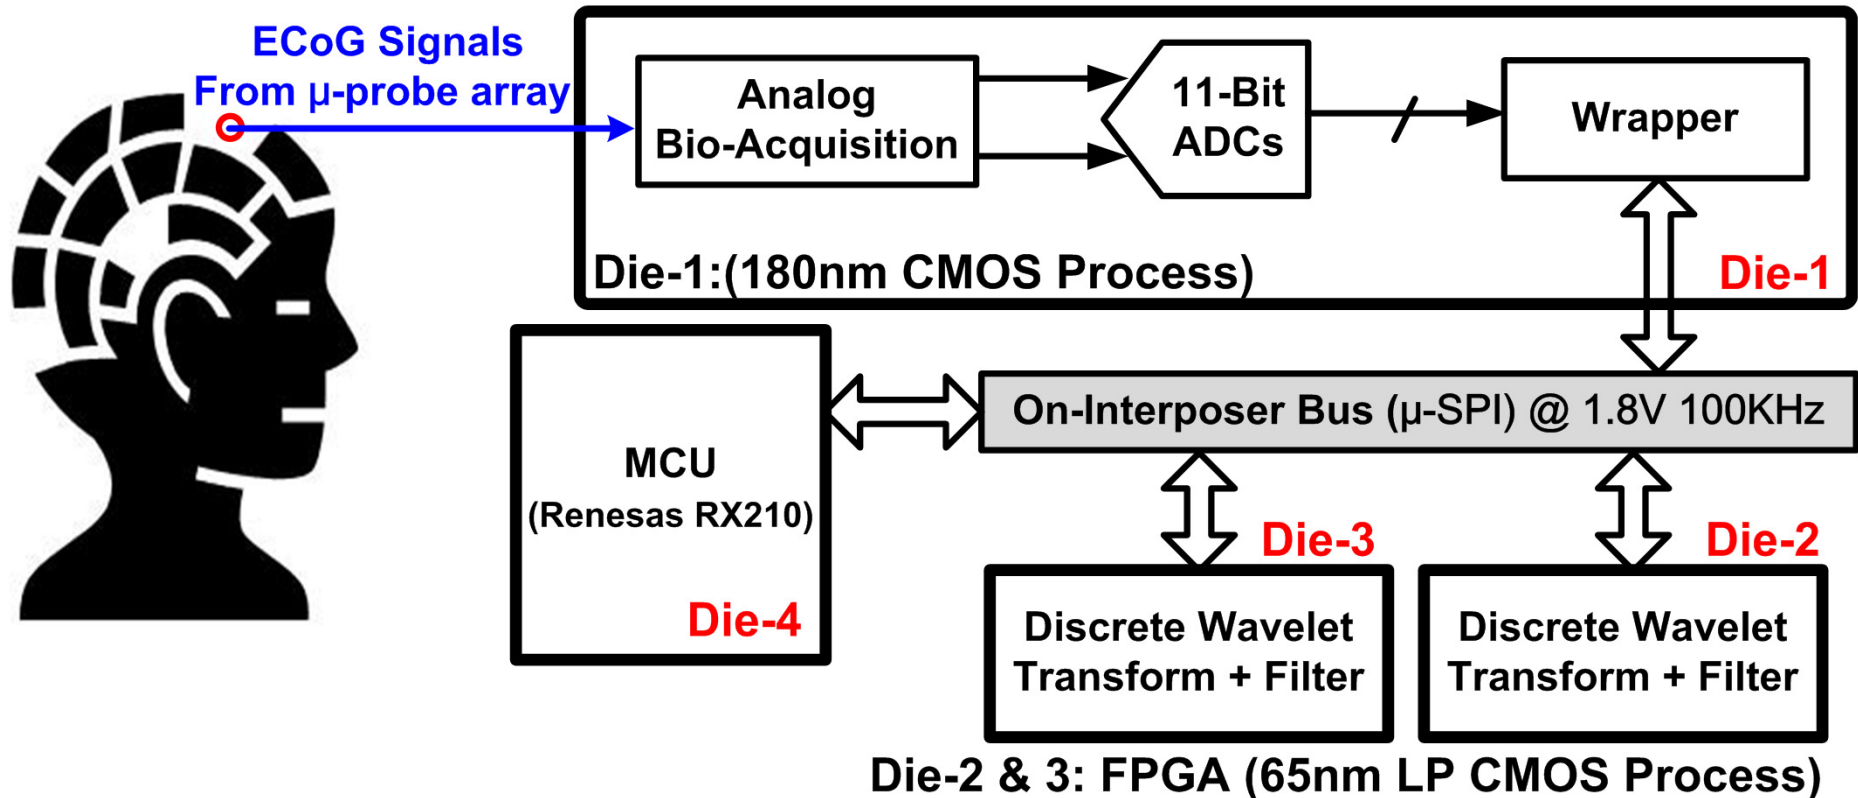 ECoG Signals
From μ-probe array
Analog
Bio-Acquisition
11-Bit
ADCs
Wrapper
Die-1:(180nm CMOS Process)
Die-1
On-Interposer Bus (μ-SPI) @ 1.8V 100KHz
MCU
(Renesas RX210)
Die-4
Die-3
Die-2
Discrete Wavelet
Transform + Filter
Discrete Wavelet
Transform + Filter
Die-2 & 3: FPGA (65nm LP CMOS Process)